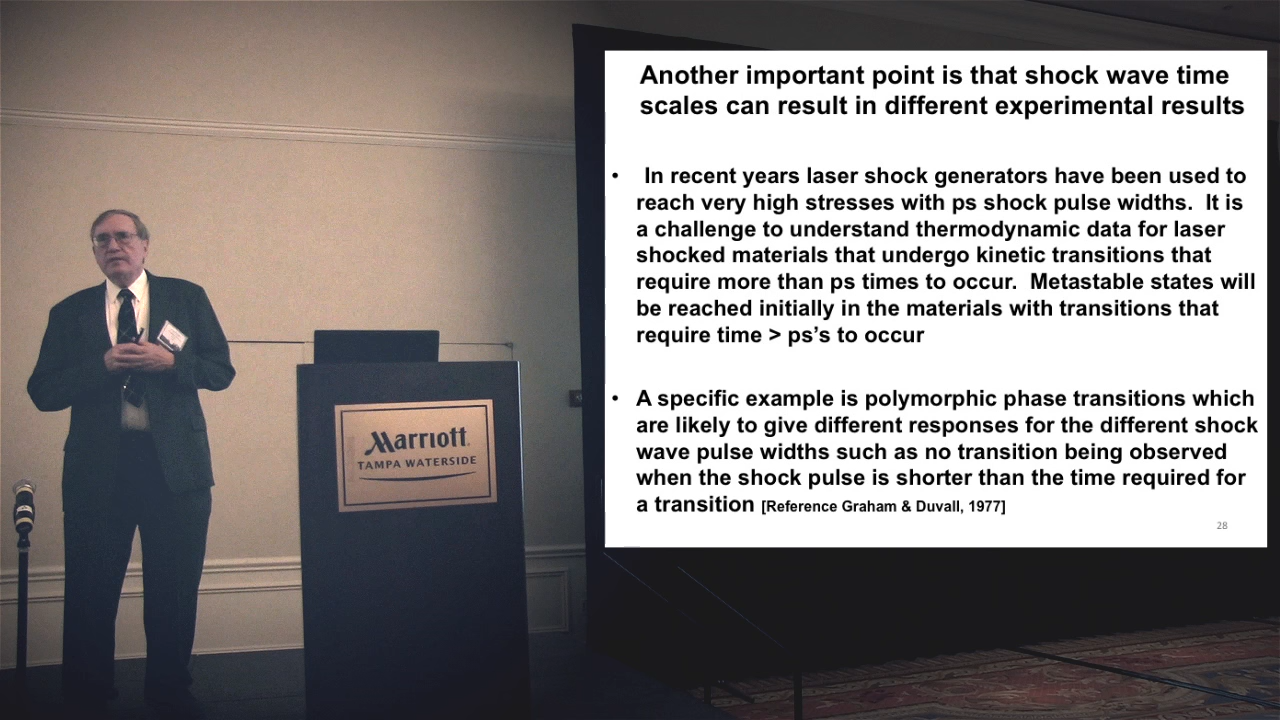 Another important point is that shock wave time
scales can result in different experimental results
• In recent years laser shock generators have been used to
reach very high stresses with ps shock pulse widths. It is
a challenge to understand thermodynamic data for laser
shocked materials that undergo kinetic transitions that
require more than ps times to occur. Metastable states will
be reached initially in the materials with transitions that
require time > ps’s to occur
• A specific example is polymorphic phase transitions which
are likely to give different responses for the different shock
wave pulse widths such as no transition being observed
when the shock pulse is shorter than the time required for
a transition [Reference Graham & Duvall, 1977]
28
Marriott
TAMPA WATERSIDE